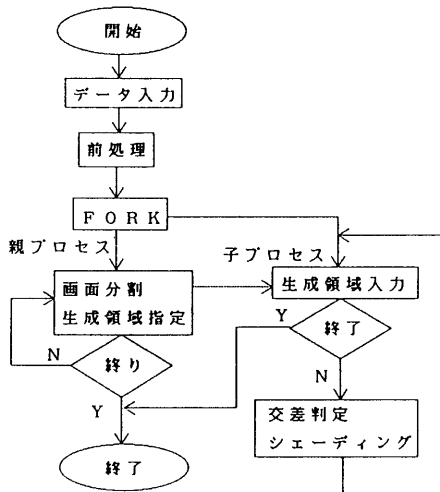 開始
データ入力
前処理
FORK
親プロセス
子プロセス
画面分割
生成領域指定
生成領域入力
Y
終了
N
終り
N
Y
交差判定
シェーディング
終了